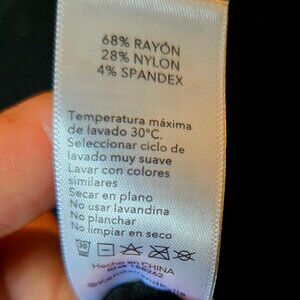 68% RAYÓN
28% NYLON
4% SPANDEX
Temperatura máxima
de lavado 30°C.
Seleccionar ciclo de
lavado muy suave
Lavar con colores
similares
Secar en plano
No usar lavandina
No planchar
No limpiar en seco
30
Hecho en CHINA